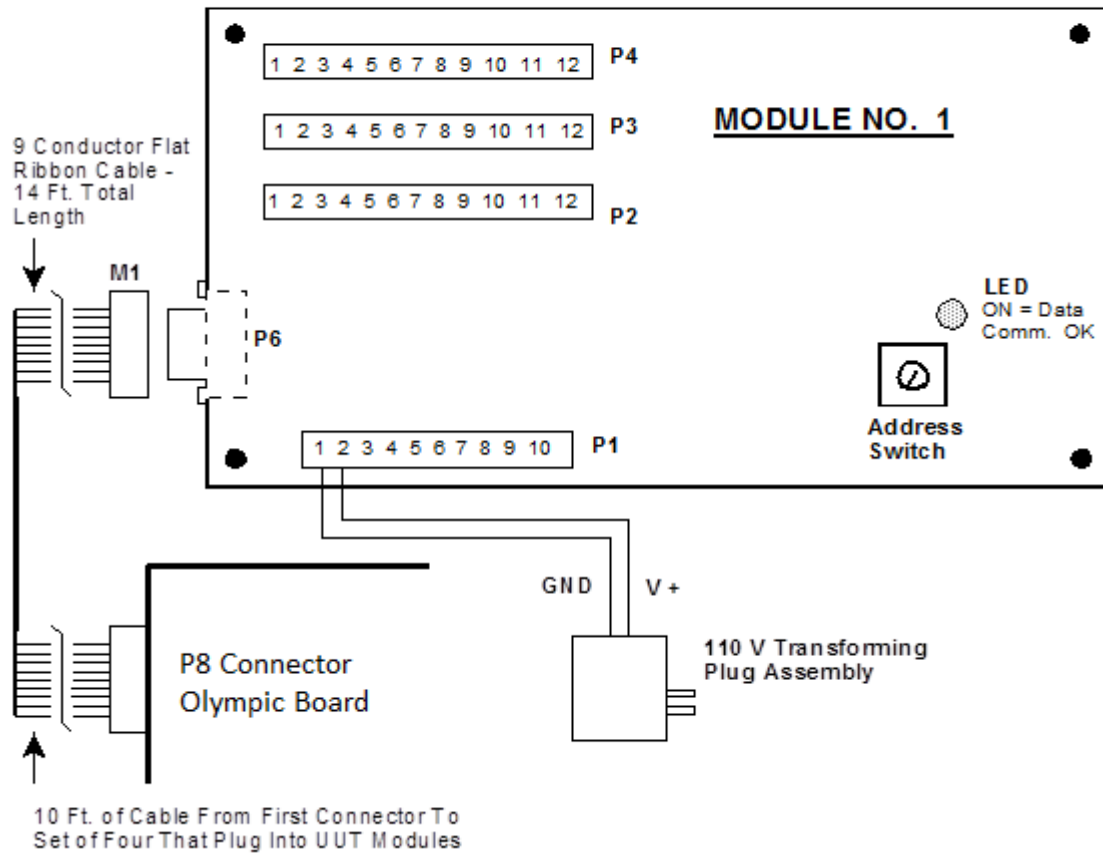 1 2 3 4 5 6 7 8 9 10 11 12
P4
MODULE NO. 1
1 2 3 4 5 6 7 8 9 10 11 12
P3
9 Conductor Flat
Ribbon Cable -
14 Ft. Total
Length
1 2 3 4 5 6 7 8 9 10 11 12
P2
M1
LED
ON = Data
Comm. OK
P6
Address
Switch
1 2 3 4 5 6 7 8 9 10
P1
GND
V +
110 V Transforming
Plug Assembly
P8 Connector
Olympic Board
10 Ft. of Cable From First Connector To
Set of Four That Plug Into UUT Modules